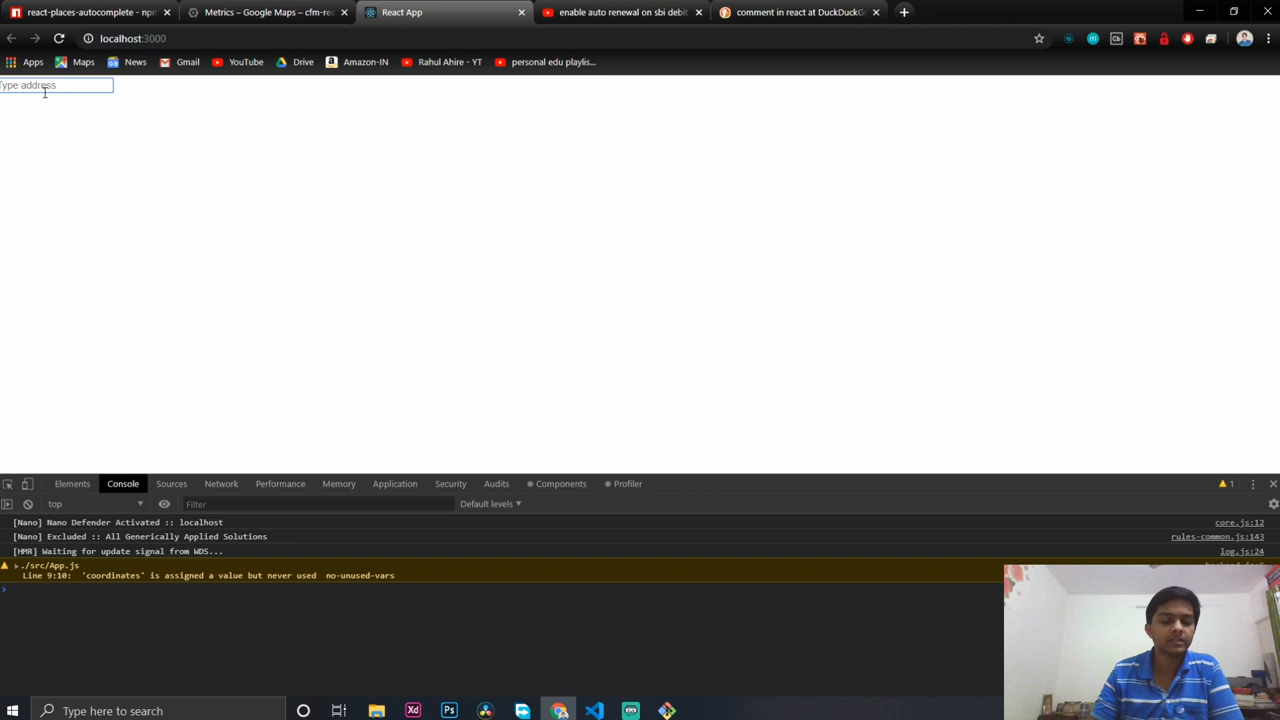 react-places-autocomplete - npm
Metrics – Google Maps – cfm-rea
React App
enable auto renewal on sbi debit
comment in react at DuckDuckG
localhost:3000
Apps
Maps
News
Gmail
YouTube
Drive
Amazon-IN
Rahul Ahire - YT
personal edu playlis...
Type address
Elements
Console
Sources
Network
Performance
Memory
Application
Security
Audits
Components
Profiler
1
top
Filter
Default levels
[Nano] Nano Defender Activated :: localhost
core.js:12
[Nano] Excluded :: All Generically Applied Solutions
rules-common.js:143
[HMR] Waiting for update signal from WDS...
log.js:24
./src/App.js
Line 9:10: 'coordinates' is assigned a value but never used no-unused-vars
Type here to search